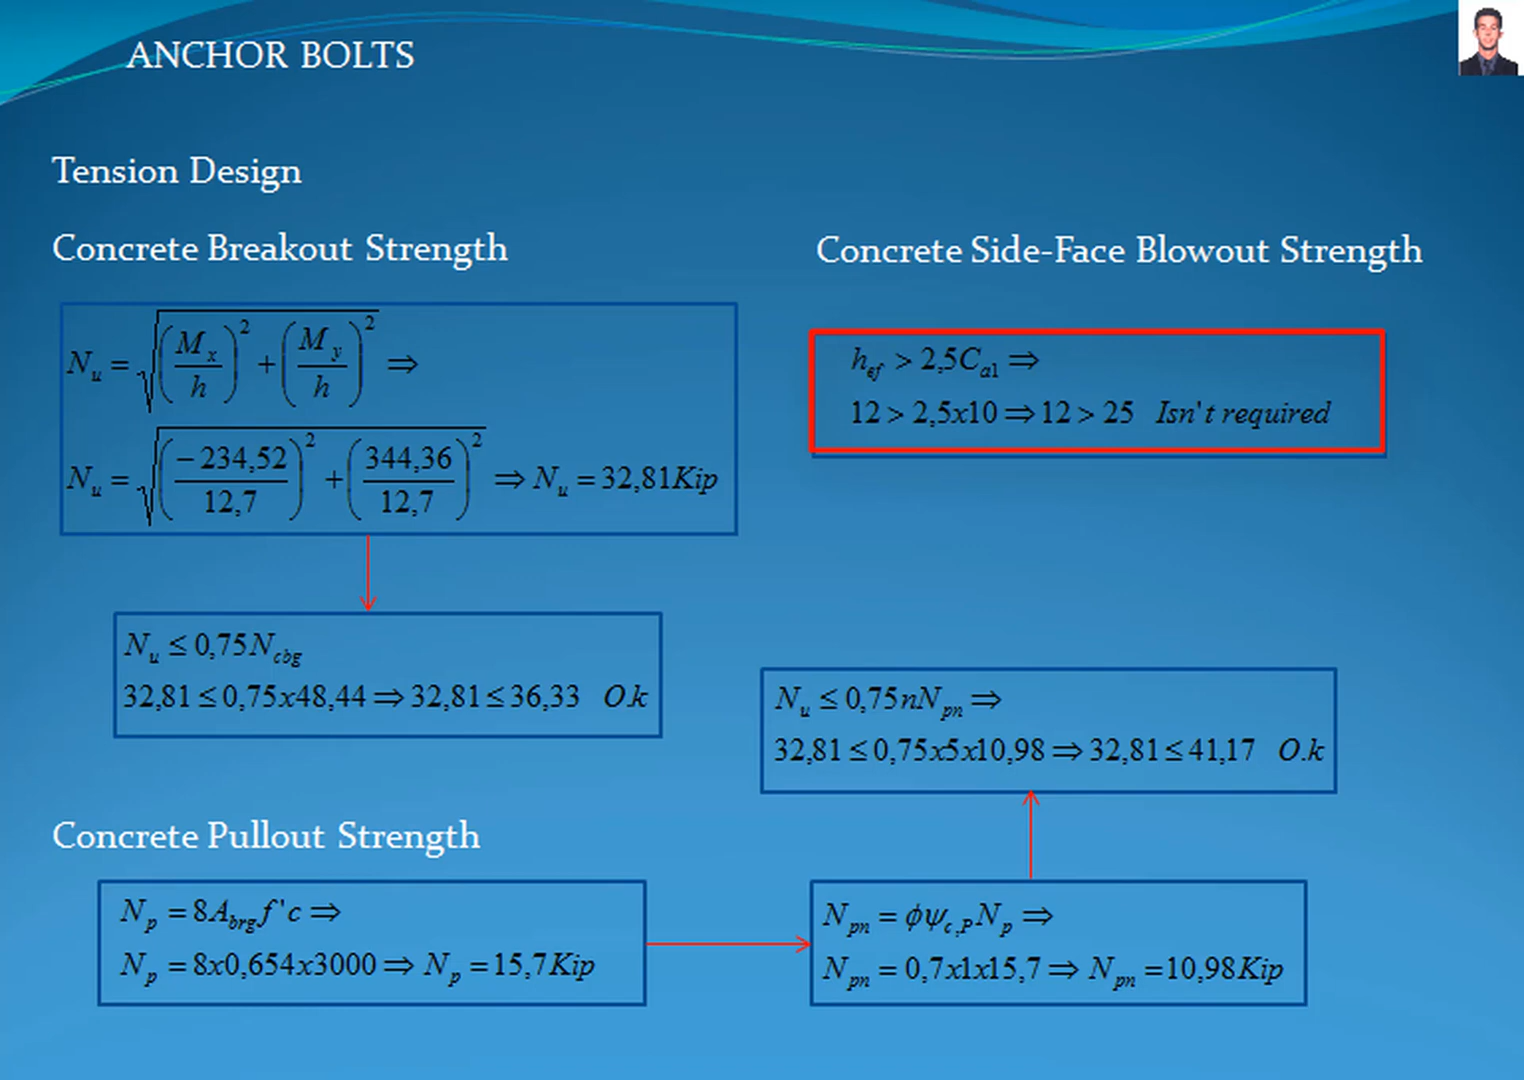 ANCHOR BOLTS
Tension Design
Concrete Breakout Strength
N_u = √((M_x / h)^2 + (M_y / h)^2) ⇒
N_u = √((−234,52 / 12,7)^2 + (344,36 / 12,7)^2) ⇒ N_u = 32,81Kip
N_u ≤ 0,75N_cbg
32,81 ≤ 0,75x48,44 ⇒ 32,81 ≤ 36,33 O.k
Concrete Side-Face Blowout Strength
h_ef > 2,5C_a1 ⇒
12 > 2,5x10 ⇒ 12 > 25 Isn't required
Concrete Pullout Strength
N_p = 8A_brg f'c ⇒
N_p = 8x0,654x3000 ⇒ N_p = 15,7Kip
N_pn = ϕψ_c,P N_p ⇒
N_pn = 0,7x1x15,7 ⇒ N_pn = 10,98Kip
N_u ≤ 0,75nN_pn ⇒
32,81 ≤ 0,75x5x10,98 ⇒ 32,81 ≤ 41,17 O.k